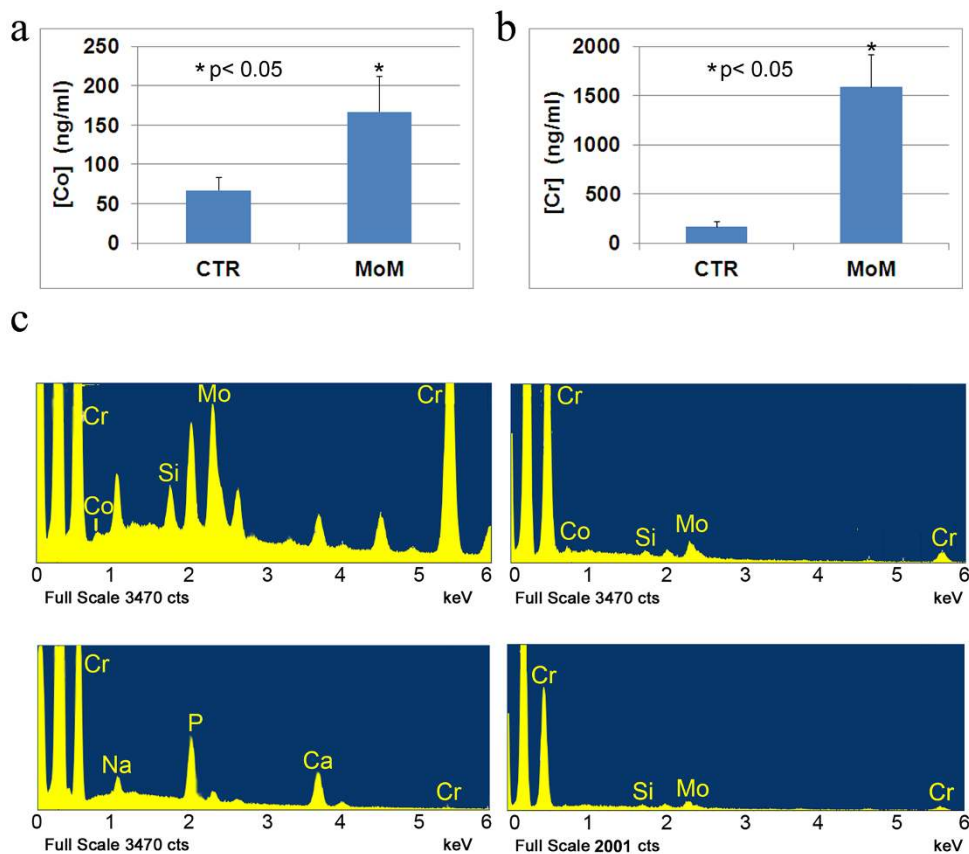 a
250
200
150
100
50
0
[Co] (ng/ml)
* p< 0.05
*
CTR
MoM
b
2000
1500
1000
500
0
[Cr] (ng/ml)
* p< 0.05
*
CTR
MoM
c
Cr
Co
Si
Mo
Cr
0 1 2 3 4 5 6
Full Scale 3470 cts keV
Cr
Co
Si
Mo
Cr
0 1 2 3 4 5 6
Full Scale 3470 cts keV
Cr
Na
P
Ca
Cr
0 1 2 3 4 5 6
Full Scale 3470 cts keV
Cr
Si
Mo
Cr
0 1 2 3 4 5 6
Full Scale 2001 cts keV